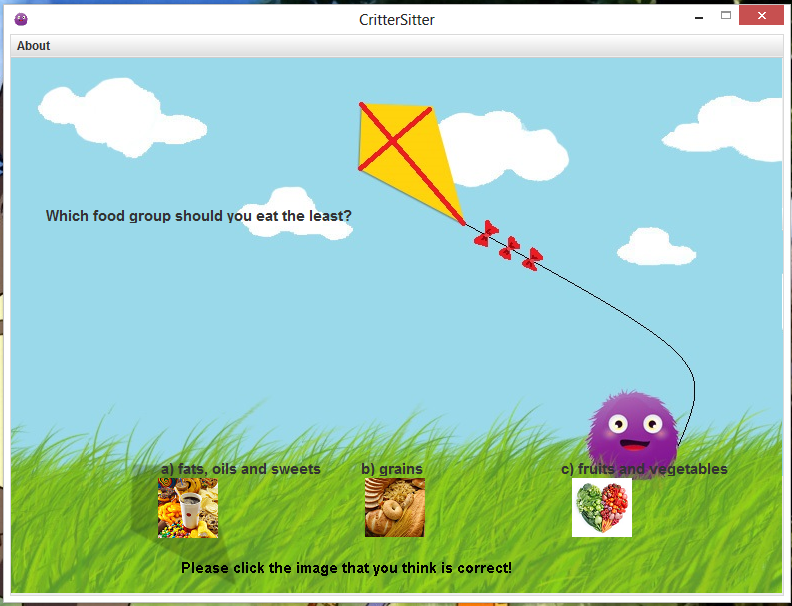 CritterSitter
About
Which food group should you eat the least?
a) fats, oils and sweets
b) grains
c) fruits and vegetables
Please click the image that you think is correct!